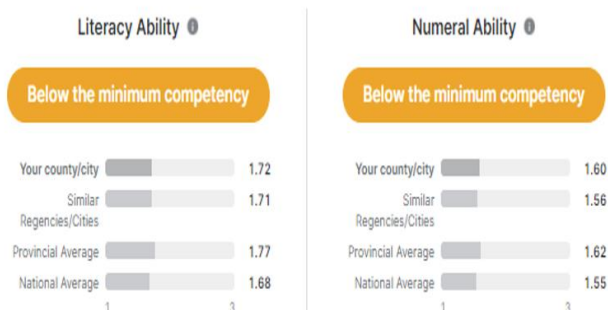 Literacy Ability
Below the minimum competency
Your county/city 1.72
Similar 1.71
Regencies/Cities
Provincial Average 1.77
National Average 1.68
1 3
Numeral Ability
Below the minimum competency
Your county/city 1.60
Similar 1.56
Regencies/Cities
Provincial Average 1.62
National Average 1.55
1 3